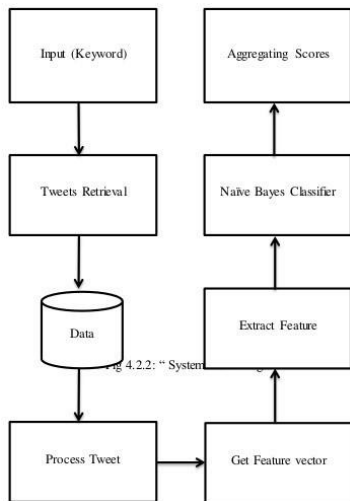 Input (Keyword)
Tweets Retrieval
Data
Process Tweet
Get Feature vector
Extract Feature
Naïve Bayes Classifier
Aggregating Scores
4.2.2: “ System